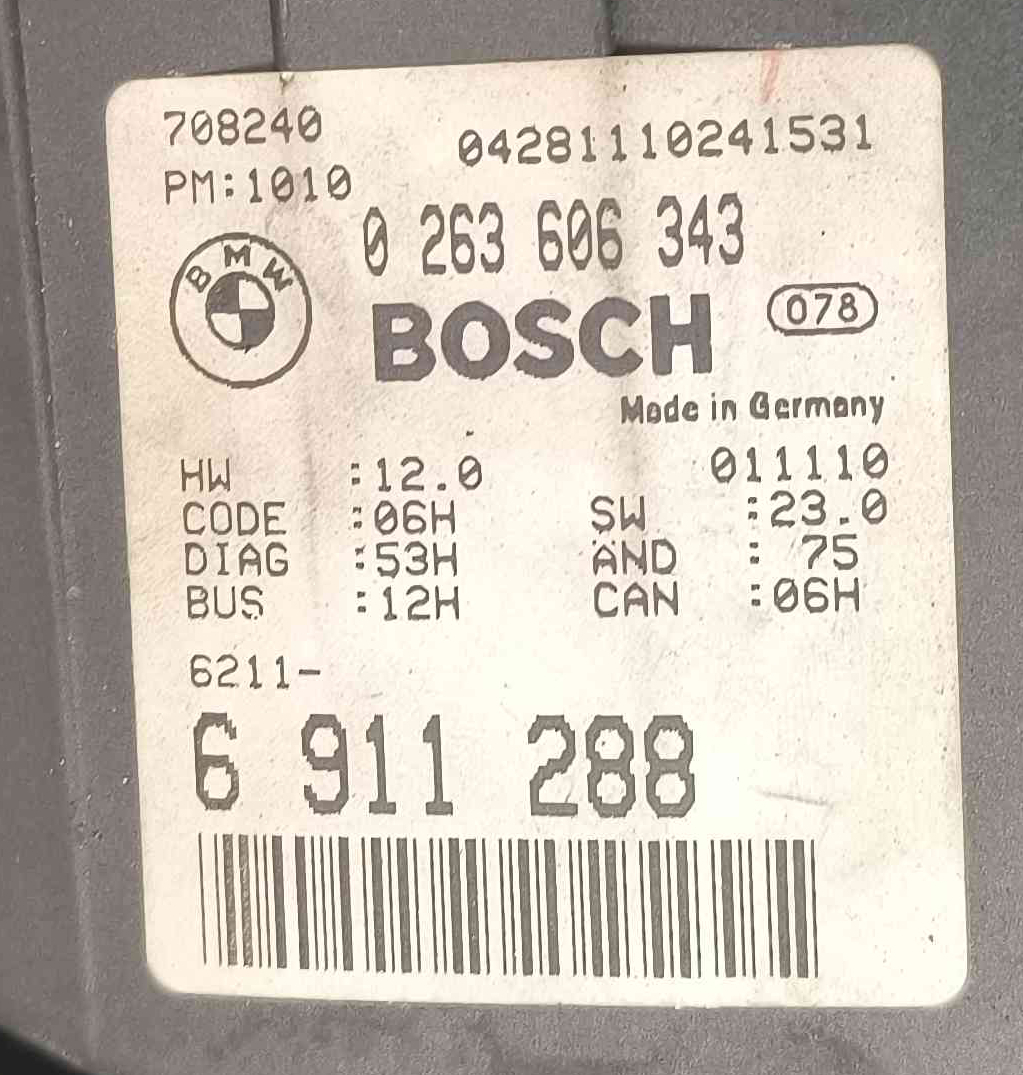 708240
04281110241531
PM:1010
0 263 606 343
BMW
BOSCH
078
Made in Germany
011110
HW :12.0
CODE :06H SW :23.0
DIAG :53H AND : 75
BUS :12H CAN :06H
6211-
6 911 288